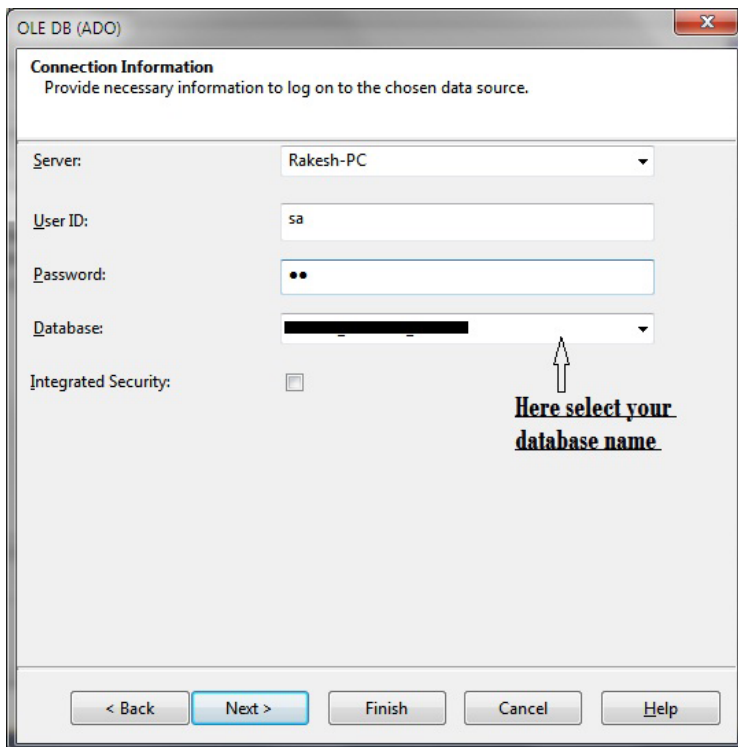 OLE DB (ADO)
Connection Information
Provide necessary information to log on to the chosen data source.
Server: Rakesh-PC
User ID: sa
Password: ●●
Database:
Integrated Security:
Here select your
database name
< Back Next > Finish Cancel Help